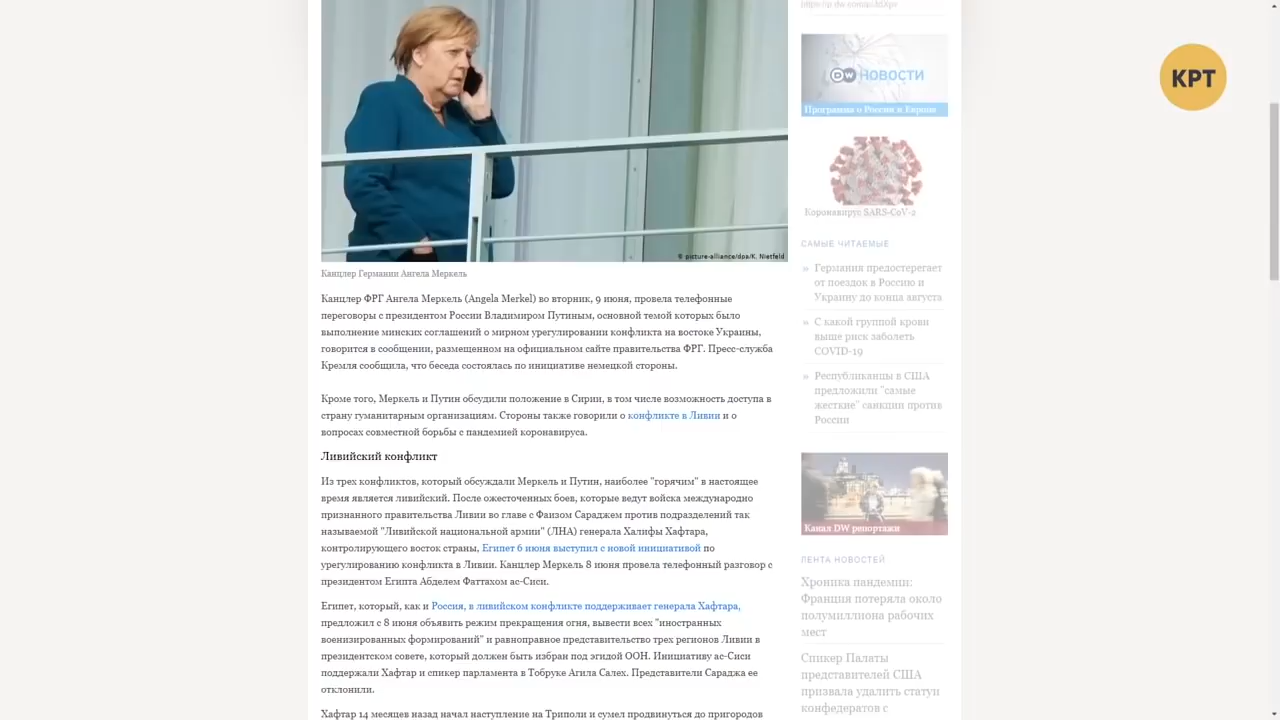 © picture-alliance/dpa/K. Nietfeld
Канцлер Германии Ангела Меркель
Канцлер ФРГ Ангела Меркель (Angela Merkel) во вторник, 9 июня, провела телефонные
переговоры с президентом России Владимиром Путиным, основной темой которых было
выполнение минских соглашений о мирном урегулировании конфликта на востоке Украины,
говорится в сообщении, размещенном на официальном сайте правительства ФРГ. Пресс-служба
Кремля сообщила, что беседа состоялась по инициативе немецкой стороны.
Кроме того, Меркель и Путин обсудили положение в Сирии, в том числе возможность доступа в
страну гуманитарным организациям. Стороны также говорили о конфликте в Ливии и о
вопросах совместной борьбы с пандемией коронавируса.
Ливийский конфликт
Из трех конфликтов, который обсуждали Меркель и Путин, наиболее "горячим" в настоящее
время является ливийский. После ожесточенных боев, которые ведут войска международно
признанного правительства Ливии во главе с Фаизом Сараджем против подразделений так
называемой "Ливийской национальной армии" (ЛНА) генерала Халифы Хафтара,
контролирующего восток страны, Египет 6 июня выступил с новой инициативой по
урегулированию конфликта в Ливии. Канцлер Меркель 8 июня провела телефонный разговор с
президентом Египта Абделем Фаттахом ас-Сиси.
Египет, который, как и Россия, в ливийском конфликте поддерживает генерала Хафтара,
предложил с 8 июня объявить режим прекращения огня, вывести всех "иностранных
военизированных формирований" и равноправное представительство трех регионов Ливии в
президентском совете, который должен быть избран под эгидой ООН. Инициативу ас-Сиси
поддержали Хафтар и спикер парламента в Тобруке Агила Салех. Представители Сараджа ее
отклонили.
Хафтар 14 месяцев назад начал наступление на Триполи и сумел продвинуться до пригородов
DW НОВОСТИ
Программа о России и Европе
Коронавирус SARS-CoV-2
САМЫЕ ЧИТАЕМЫЕ
» Германия предостерегает
от поездок в Россию и
Украину до конца августа
» С какой группой крови
выше риск заболеть
COVID-19
» Республиканцы в США
предложили "самые
жесткие" санкции против
России
Канал DW репортажи
ЛЕНТА НОВОСТЕЙ
Хроника пандемии:
Франция потеряла около
полумиллиона рабочих
мест
Спикер Палаты
представителей США
призвала удалить статуи
конфедератов с
КРТ